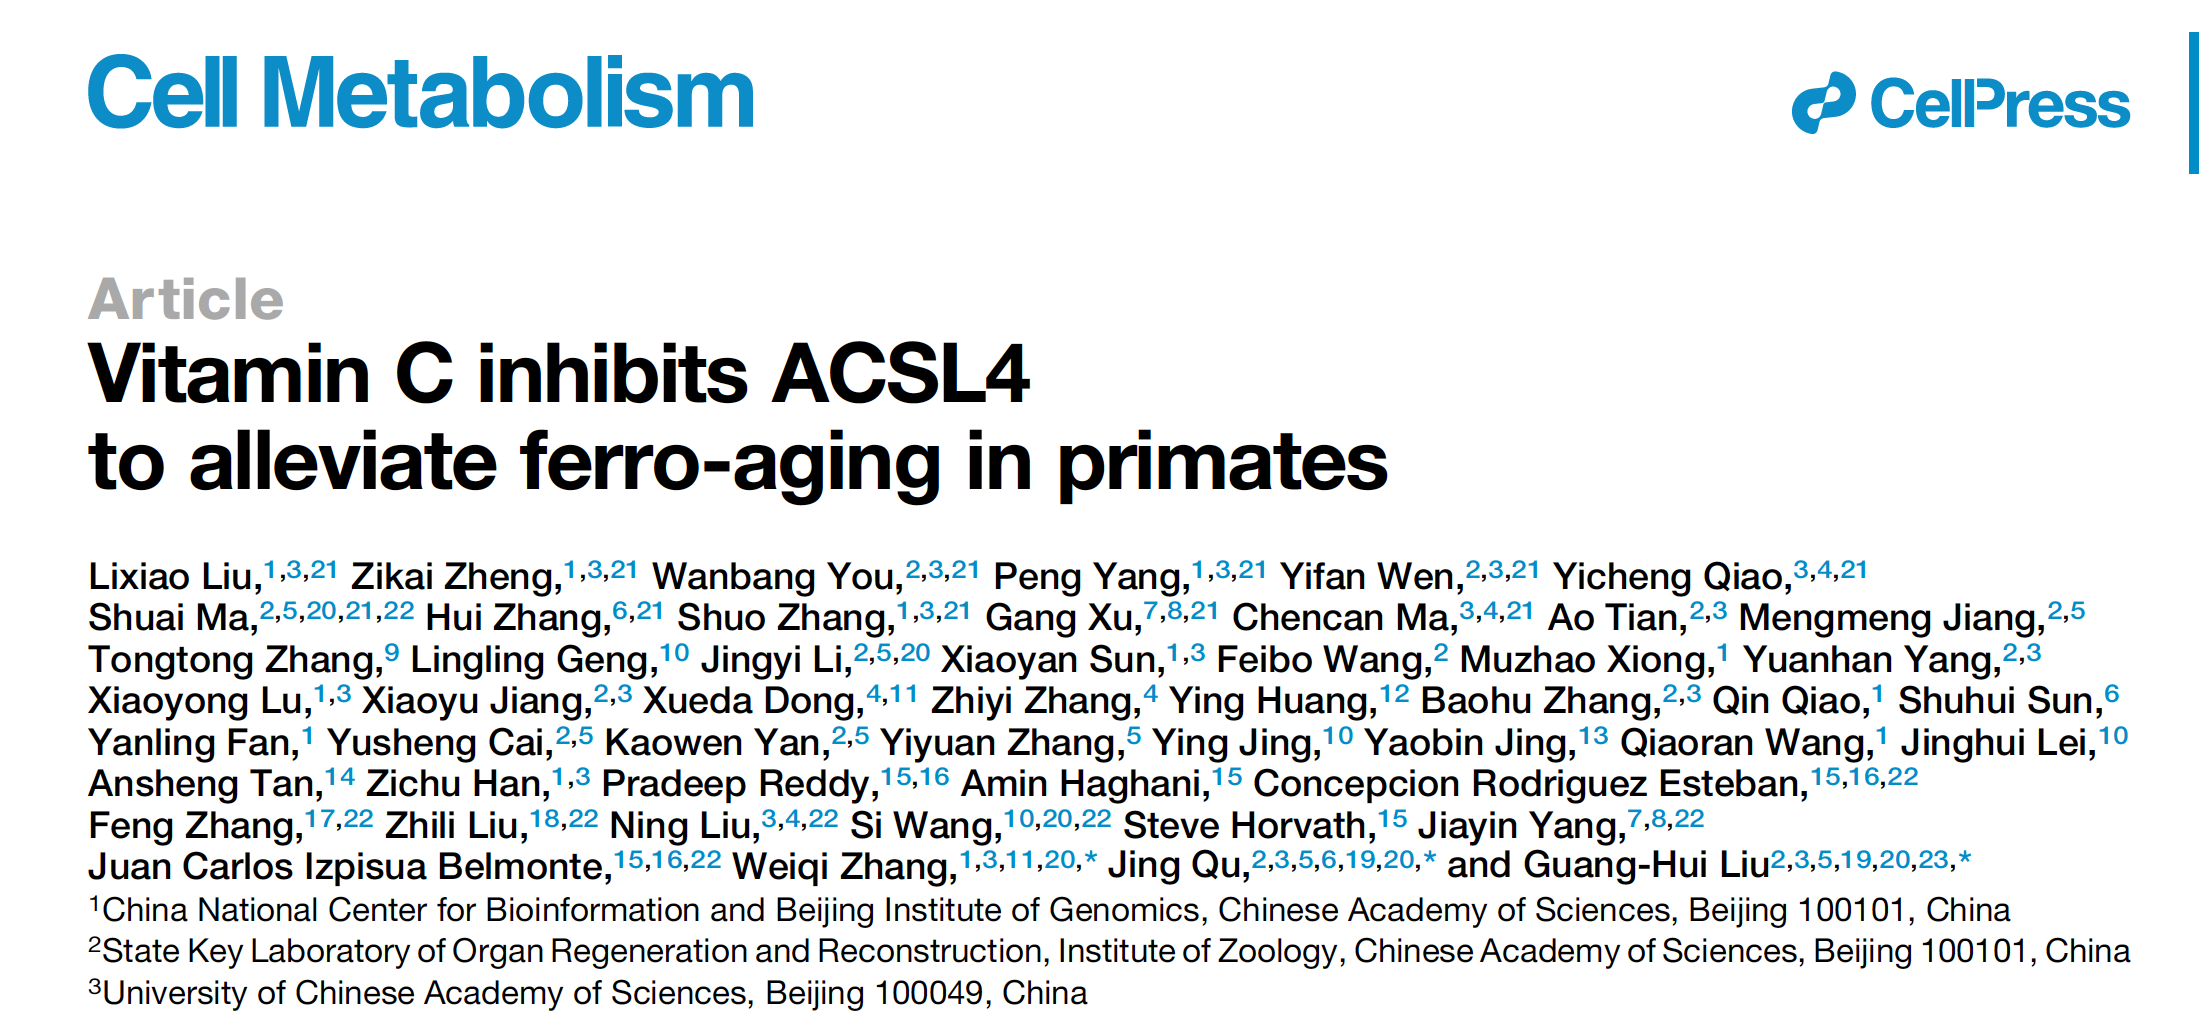 Cell Metabolism
CellPress
Article
Vitamin C inhibits ACSL4
to alleviate ferro-aging in primates
Lixiao Liu,1,3,21 Zikai Zheng,1,3,21 Wanbang You,2,3,21 Peng Yang,1,3,21 Yifan Wen,2,3,21 Yicheng Qiao,3,4,21
Shuai Ma,2,5,20,21,22 Hui Zhang,6,21 Shuo Zhang,1,3,21 Gang Xu,7,8,21 Chencan Ma,3,4,21 Ao Tian,2,3 Mengmeng Jiang,2,5
Tongtong Zhang,9 Lingling Geng,10 Jingyi Li,2,5,20 Xiaoyan Sun,1,3 Feibo Wang,2 Muzhao Xiong,1 Yuanhan Yang,2,3
Xiaoyong Lu,1,3 Xiaoyu Jiang,2,3 Xueda Dong,4,11 Zhiyi Zhang,4 Ying Huang,12 Baohu Zhang,2,3 Qin Qiao,1 Shuhui Sun,6
Yanling Fan,1 Yusheng Cai,2,5 Kaowen Yan,2,5 Yiyuan Zhang,5 Ying Jing,10 Yaobin Jing,13 Qiaoran Wang,1 Jinghui Lei,10
Ansheng Tan,14 Zichu Han,1,3 Pradeep Reddy,15,16 Amin Haghani,15 Concepcion Rodriguez Esteban,15,16,22
Feng Zhang,17,22 Zhili Liu,18,22 Ning Liu,3,4,22 Si Wang,10,20,22 Steve Horvath,15 Jiayin Yang,7,8,22
Juan Carlos Izpisua Belmonte,15,16,22 Weiqi Zhang,1,3,11,20,* Jing Qu,2,3,5,6,19,20,* and Guang-Hui Liu2,3,5,19,20,23,*
1China National Center for Bioinformation and Beijing Institute of Genomics, Chinese Academy of Sciences, Beijing 100101, China
2State Key Laboratory of Organ Regeneration and Reconstruction, Institute of Zoology, Chinese Academy of Sciences, Beijing 100101, China
3University of Chinese Academy of Sciences, Beijing 100049, China